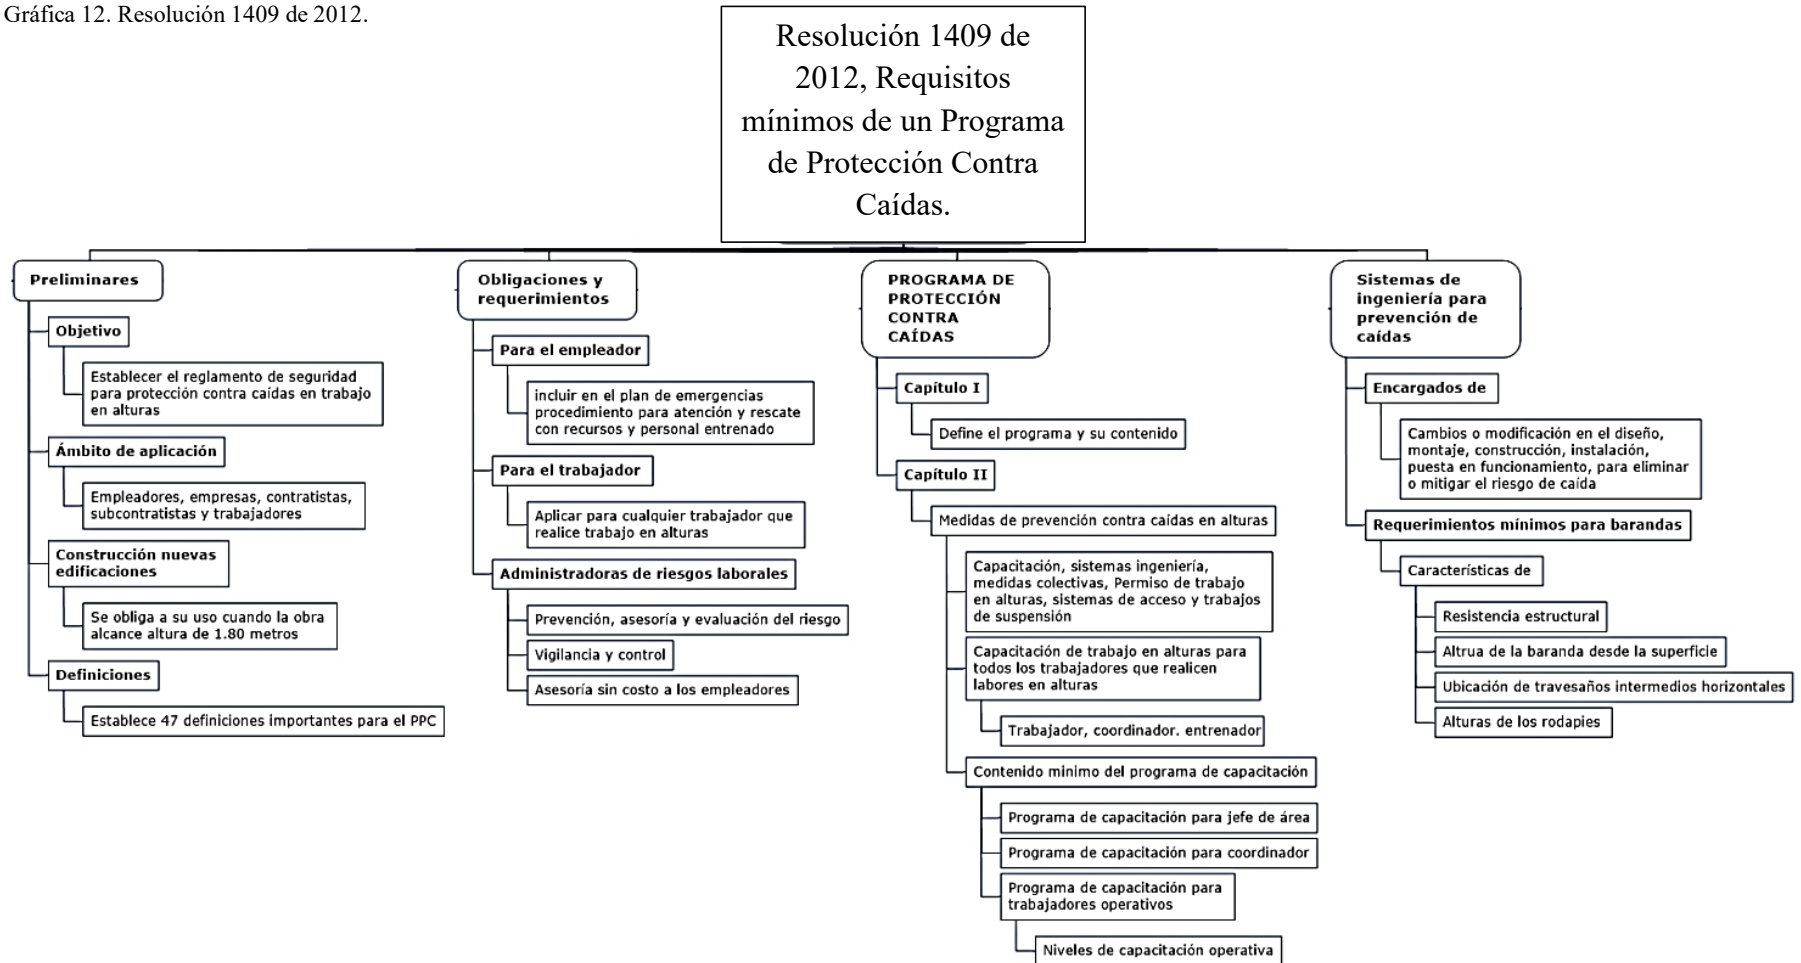 Gráfica 12. Resolución 1409 de 2012.
Resolución 1409 de
2012, Requisitos
mínimos de un Programa
de Protección Contra
Caídas.
Preliminares
Objetivo
Establecer el reglamento de seguridad
para protección contra caídas en trabajo
en alturas
Ámbito de aplicación
Empleadores, empresas, contratistas,
subcontratistas y trabajadores
Construcción nuevas
edificaciones
Se obliga a su uso cuando la obra
alcance altura de 1.80 metros
Definiciones
Establece 47 definiciones importantes para el PPC
Obligaciones y
requerimientos
Para el empleador
incluir en el plan de emergencias
procedimiento para atención y rescate
con recursos y personal entrenado
Para el trabajador
Aplicar para cualquier trabajador que
realice trabajo en alturas
Administradoras de riesgos laborales
Prevención, asesoría y evaluación del riesgo
Vigilancia y control
Asesoría sin costo a los empleadores
PROGRAMA DE
PROTECCIÓN
CONTRA
CAÍDAS
Capítulo I
Define el programa y su contenido
Capítulo II
Medidas de prevención contra caídas en alturas
Capacitación, sistemas ingeniería,
medidas colectivas, Permiso de trabajo
en alturas, sistemas de acceso y trabajos
de suspensión
Capacitación de trabajo en alturas para
todos los trabajadores que realicen
labores en alturas
Trabajador, coordinador. entrenador
Contenido minimo del programa de capacitación
Programa de capacitación para jefe de área
Programa de capacitación para coordinador
Programa de capacitación para
trabajadores operativos
Niveles de capacitación operativa
Sistemas de
ingeniería para
prevención de
caídas
Encargados de
Cambios o modificación en el diseño,
montaje, construcción, instalación,
puesta en funcionamiento, para eliminar
o mitigar el riesgo de caída
Requerimientos mínimos para barandas
Características de
Resistencia estructural
Altrua de la baranda desde la superficie
Ubicación de travesaños intermedios horizontales
Alturas de los rodapies